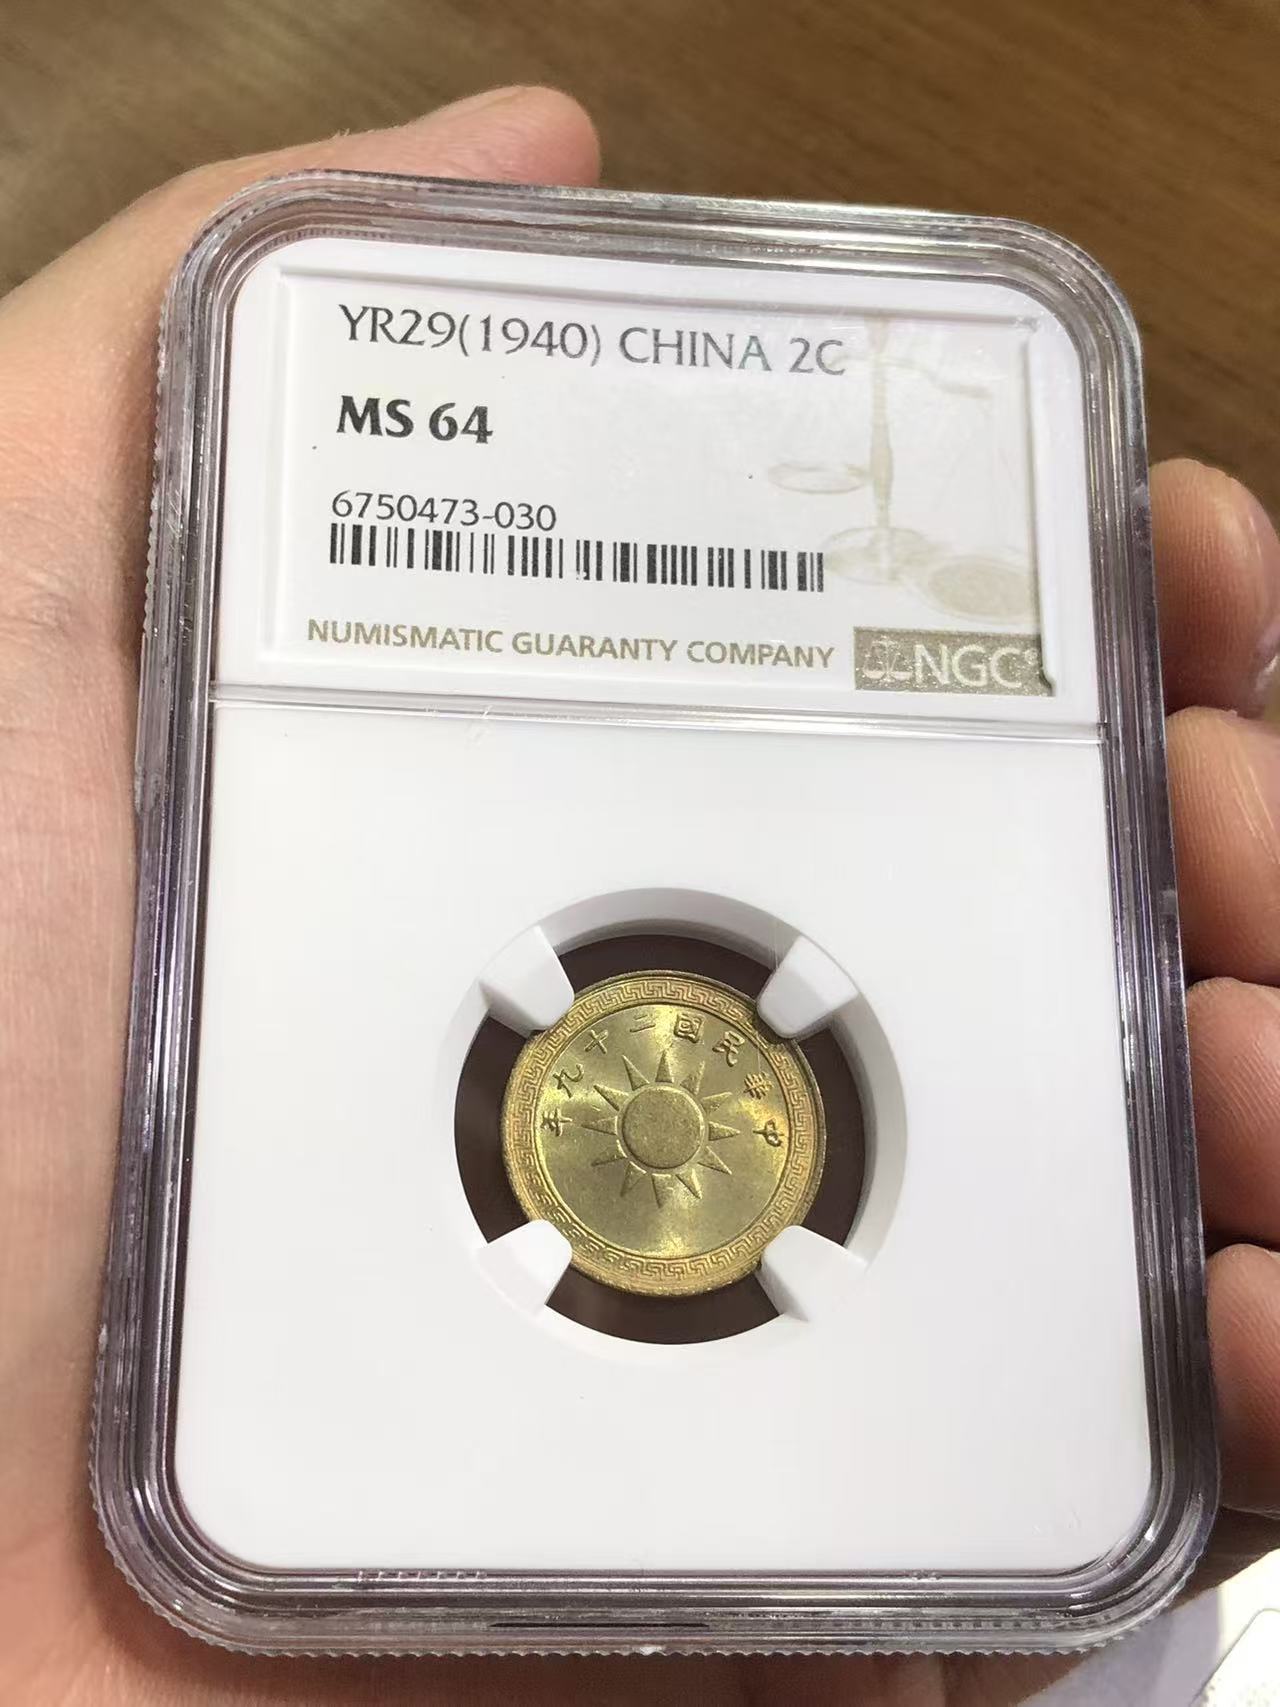 YR29(1940) CHINA 2C
MS 64
6750473-030
NUMISMATIC GUARANTY COMPANY
NGC
中華民國二十九年